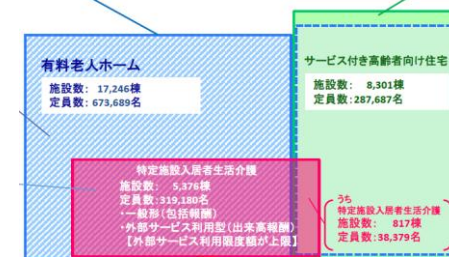 有料老人ホーム
施設数: 17,246棟
定員数: 673,689名
サービス付き高齢者向け住宅
施設数: 8,301棟
定員数:287,687名
特定施設入居者生活介護
施設数: 5,376棟
定員数:319,180名
・一般形(包括報酬)
・外部サービス利用型(出来高報酬)
【外部サービス利用限度額が上限】
うち
特定施設入居者生活介護
施設数: 817棟
定員数:38,379名